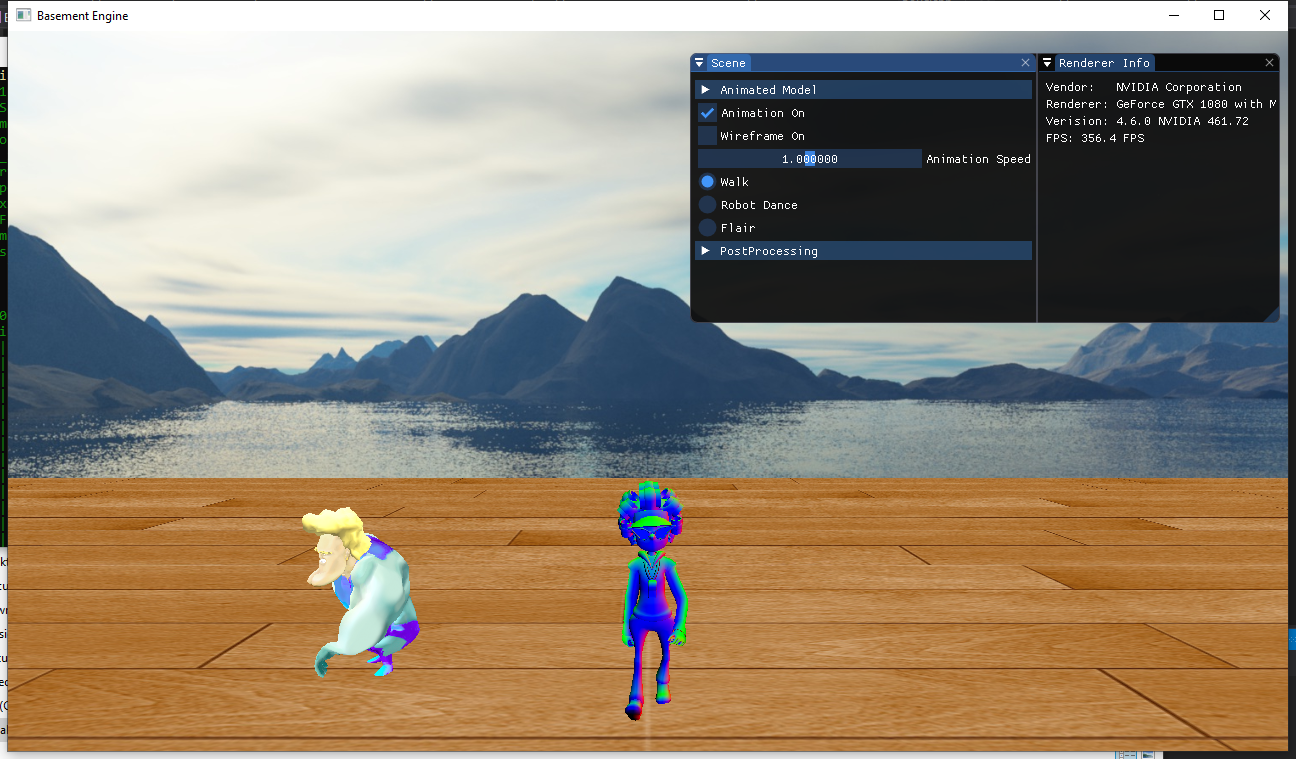 Basement Engine
Scene
Animated Model
Animation On
Wireframe On
1.000000 Animation Speed
Walk
Robot Dance
Flair
PostProcessing
Renderer Info
Vendor: NVIDIA Corporation
Renderer: GeForce GTX 1080 with M
Verision: 4.6.0 NVIDIA 461.72
FPS: 356.4 FPS